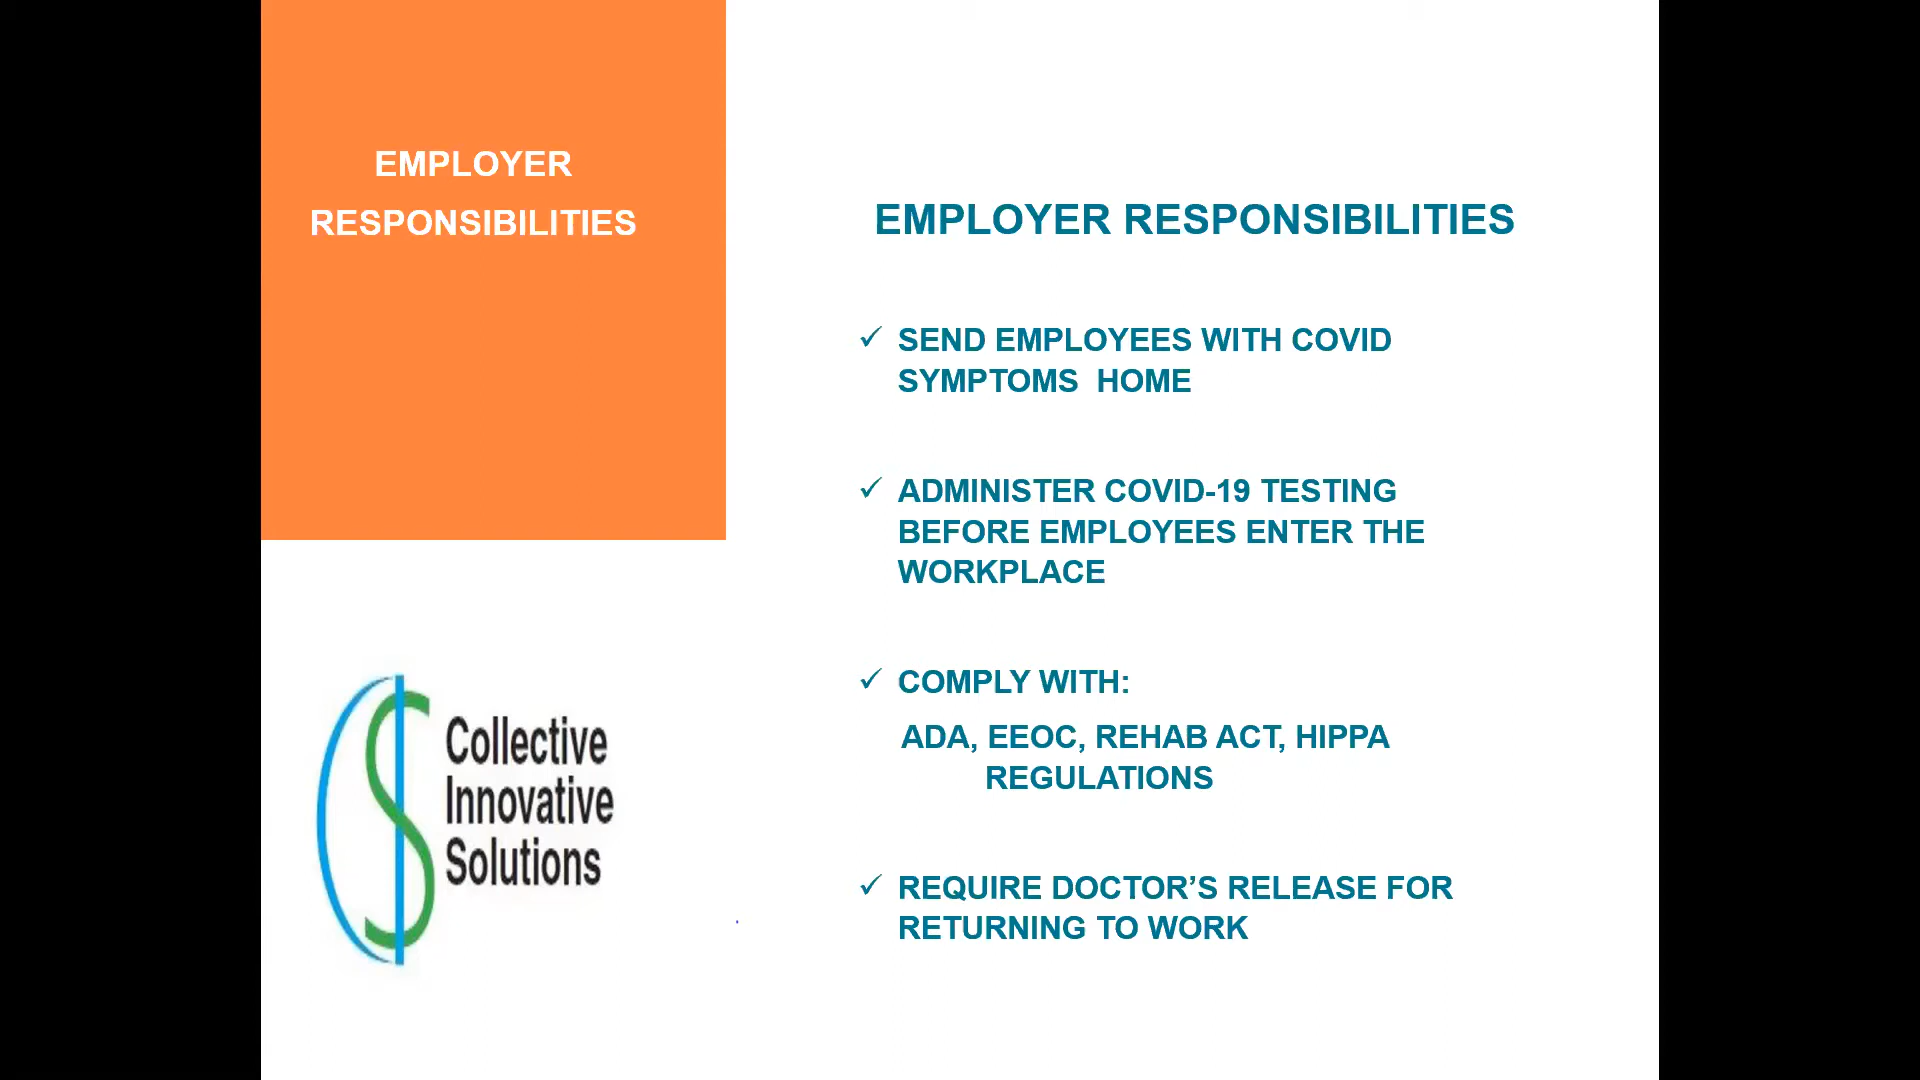 EMPLOYER
RESPONSIBILITIES
EMPLOYER RESPONSIBILITIES
✓ SEND EMPLOYEES WITH COVID
SYMPTOMS HOME
✓ ADMINISTER COVID-19 TESTING
BEFORE EMPLOYEES ENTER THE
WORKPLACE
✓ COMPLY WITH:
ADA, EEOC, REHAB ACT, HIPPA
REGULATIONS
✓ REQUIRE DOCTOR’S RELEASE FOR
RETURNING TO WORK
Collective
Innovative
Solutions